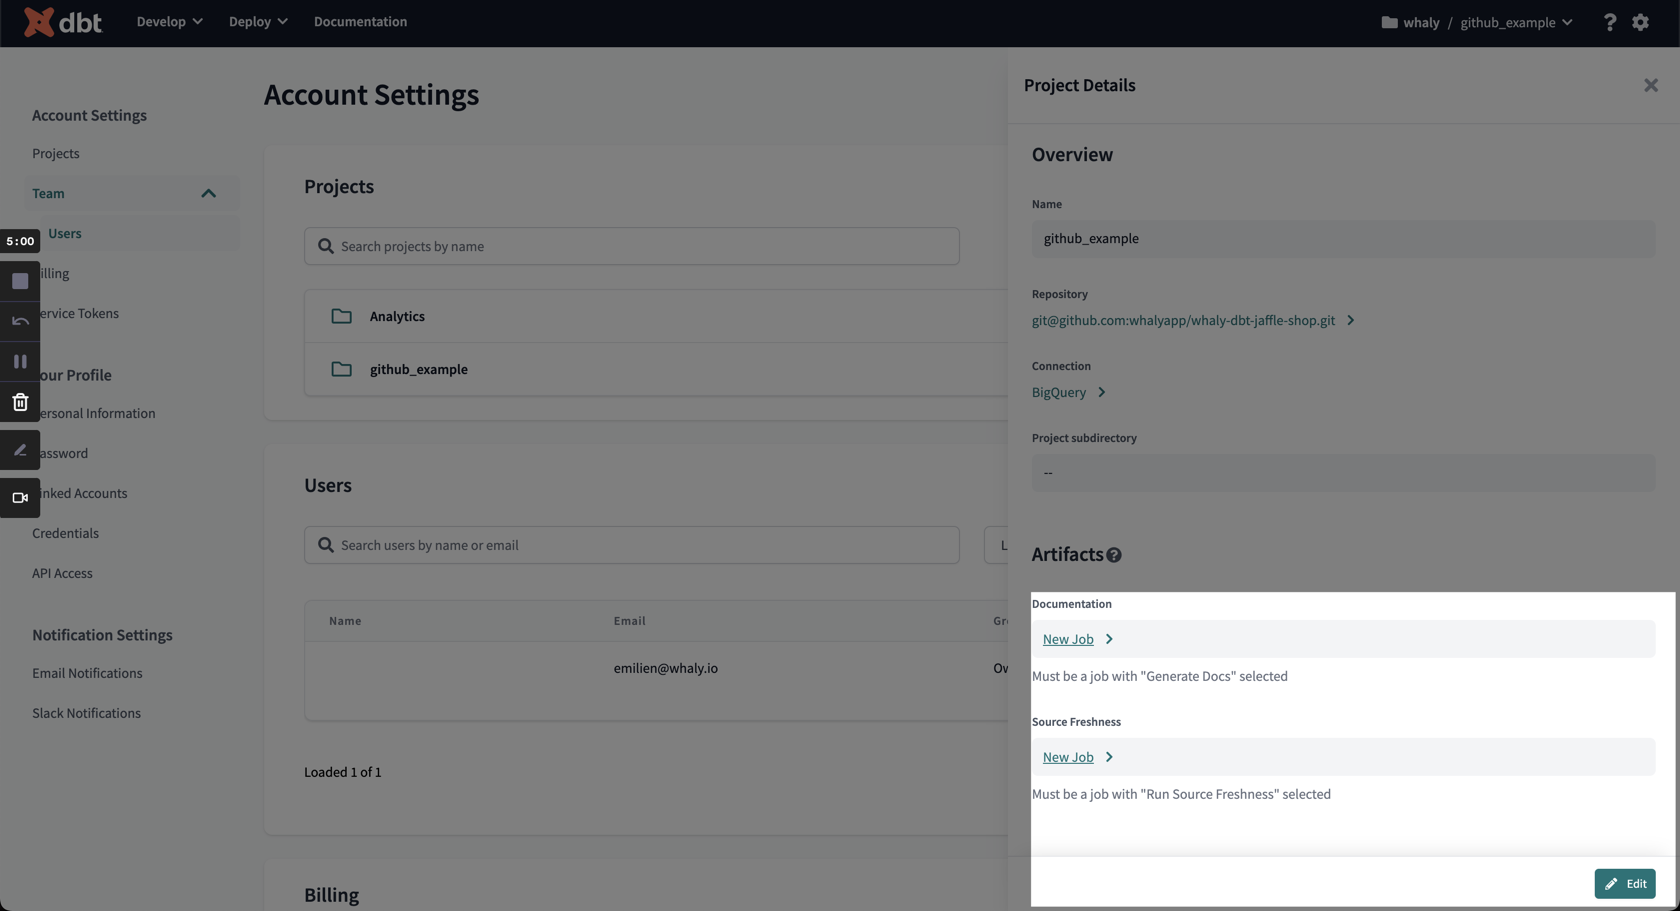 dbt
Develop
Deploy
Documentation
whaly / github_example
?
Account Settings
Projects
Team
Users
illing
ervice Tokens
our Profile
ersonal Information
assword
inked Accounts
Credentials
API Access
Notification Settings
Email Notifications
Slack Notifications
5:00
Account Settings
Projects
Search projects by name
Analytics
github_example
Users
Search users by name or email
L
Name Email Gr
emilien@whaly.io Ow
Loaded 1 of 1
Billing
Project Details
Overview
Name
github_example
Repository
git@github.com:whalyapp/whaly-dbt-jaffle-shop.git
Connection
BigQuery
Project subdirectory
--
Artifacts ?
Documentation
New Job
Must be a job with "Generate Docs" selected
Source Freshness
New Job
Must be a job with "Run Source Freshness" selected
Edit